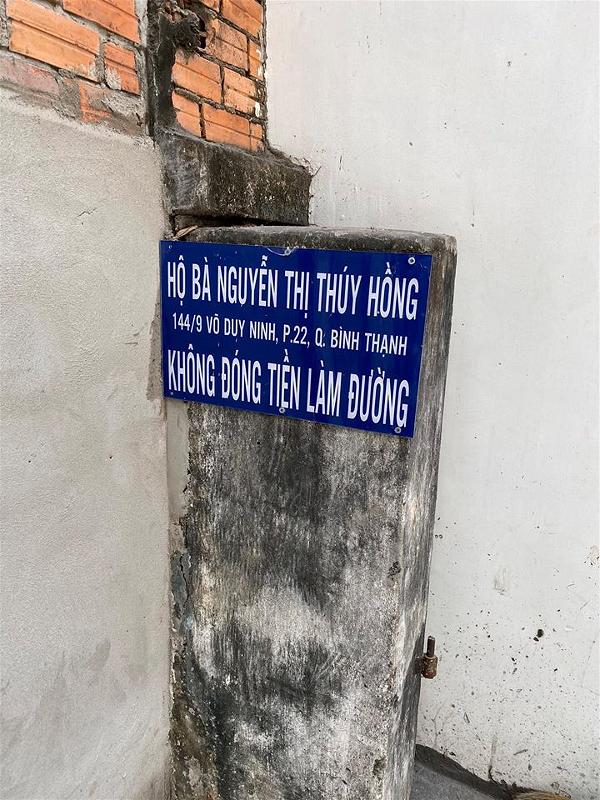 HỘ BÀ NGUYỄN THỊ THÚY HỒNG
144/9 VÕ DUY NINH, P.22, Q. BÌNH THẠNH
KHÔNG ĐÓNG TIỀN LÀM ĐƯỜNG